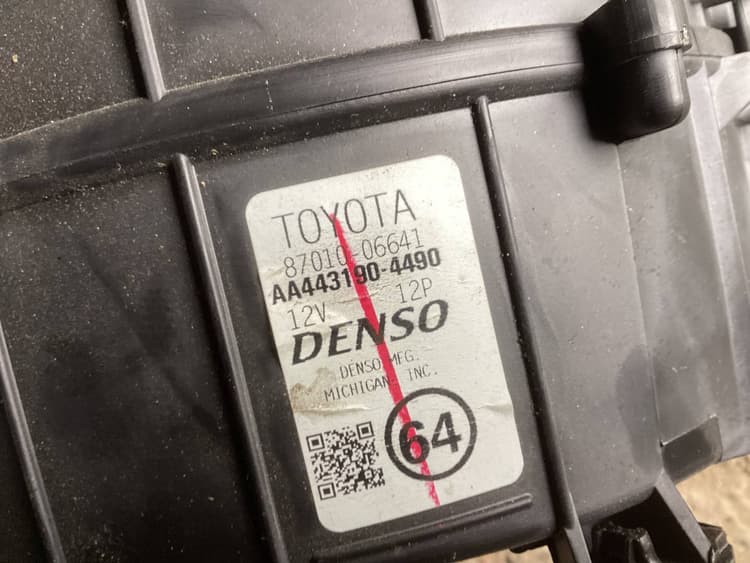 TOYOTA
87010 06641
AA443190-4490
12V 12P
DENSO
DENSO MFG.
MICHIGAN, INC.
64